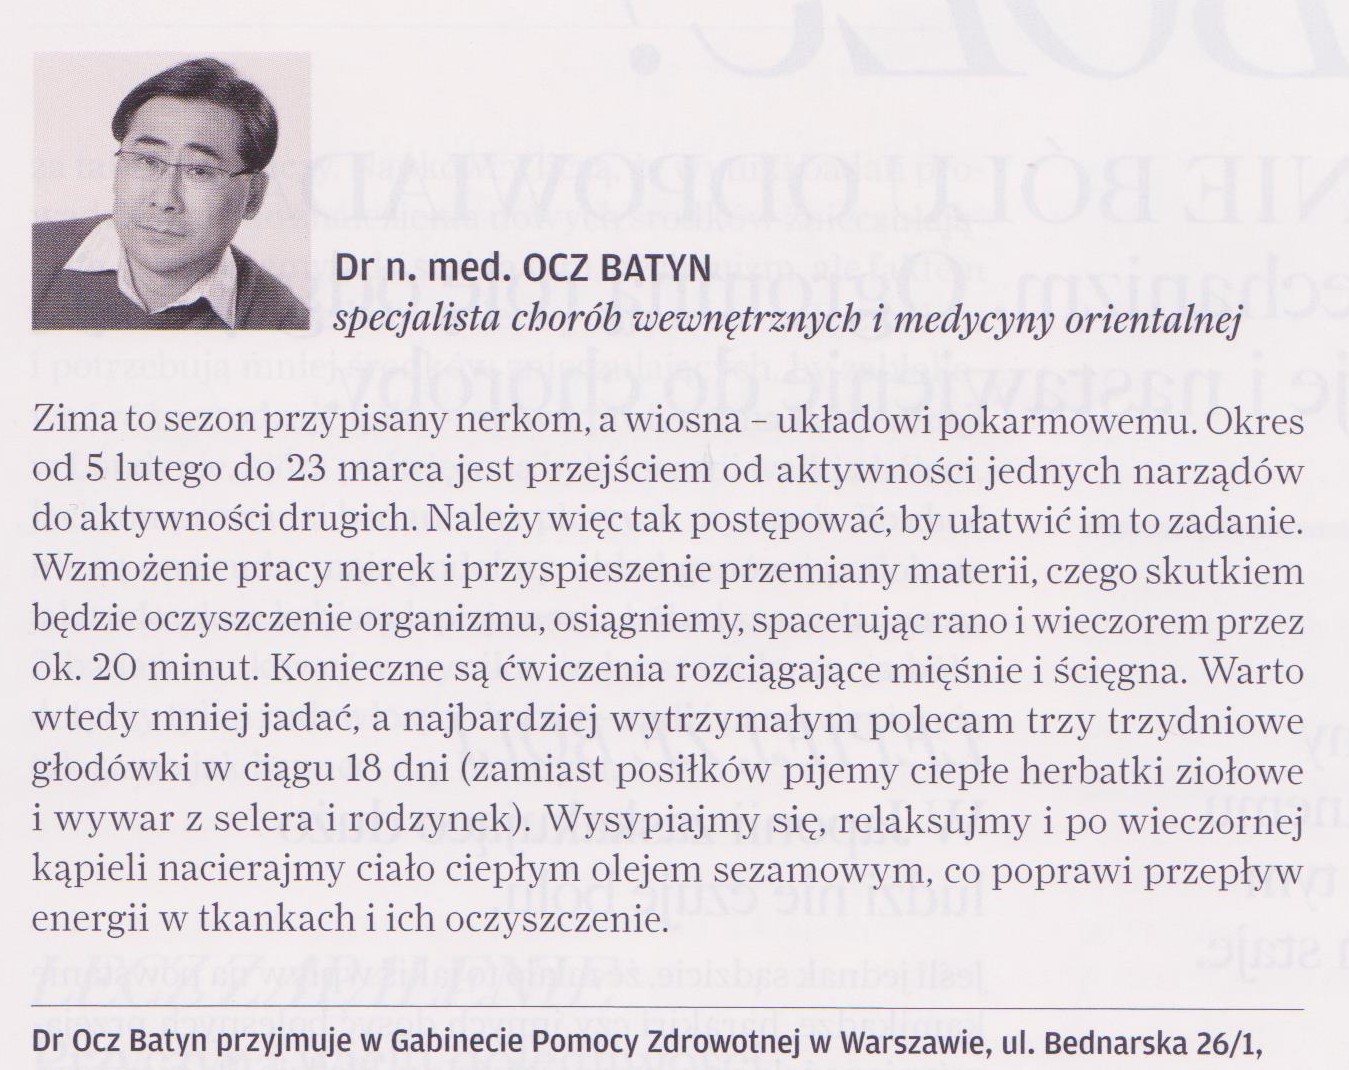 Dr n. med. OCZ BATYN
specjalista chorób wewnętrznych i medycyny orientalnej
Zima to sezon przypisany nerkom, a wiosna – układowi pokarmowemu. Okres
od 5 lutego do 23 marca jest przejściem od aktywności jednych narządów
do aktywności drugich. Należy więc tak postępować, by ułatwić im to zadanie.
Wzmożenie pracy nerek i przyspieszenie przemiany materii, czego skutkiem
będzie oczyszczenie organizmu, osiągniemy, spacerując rano i wieczorem przez
ok. 20 minut. Konieczne są ćwiczenia rozciągające mięśnie i ścięgna. Warto
wtedy mniej jadać, a najbardziej wytrzymałym polecam trzy trzydniowe
głodówki w ciągu 18 dni (zamiast posiłków pijemy ciepłe herbatki ziołowe
i wywar z selera i rodzynek). Wysypiajmy się, relaksujmy i po wieczornej
kąpieli nacierajmy ciało ciepłym olejem sezamowym, co poprawi przepływ
energii w tkankach i ich oczyszczenie.
Dr Ocz Batyn przyjmuje w Gabinecie Pomocy Zdrowotnej w Warszawie, ul. Bednarska 26/1,